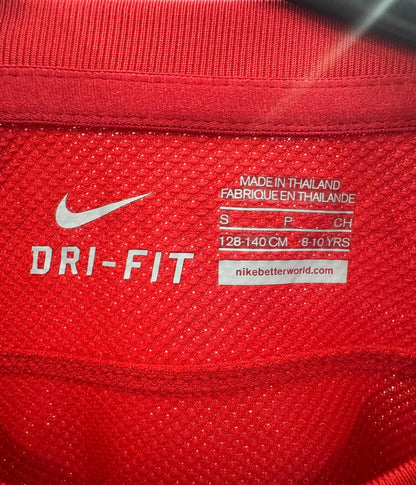 MADE IN THAILAND
FABRIQUE EN THAILANDE
S P CH
128-140 CM 8-10 YRS
nikebetterworld.com
DRI-FIT